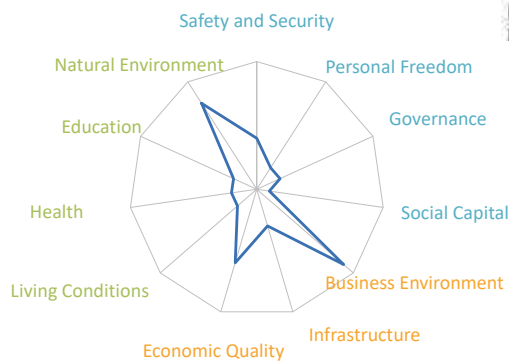 Safety and Security
Natural Environment
Personal Freedom
Governance
Education
Health
Social Capital
Living Conditions
Business Environment
Infrastructure
Economic Quality